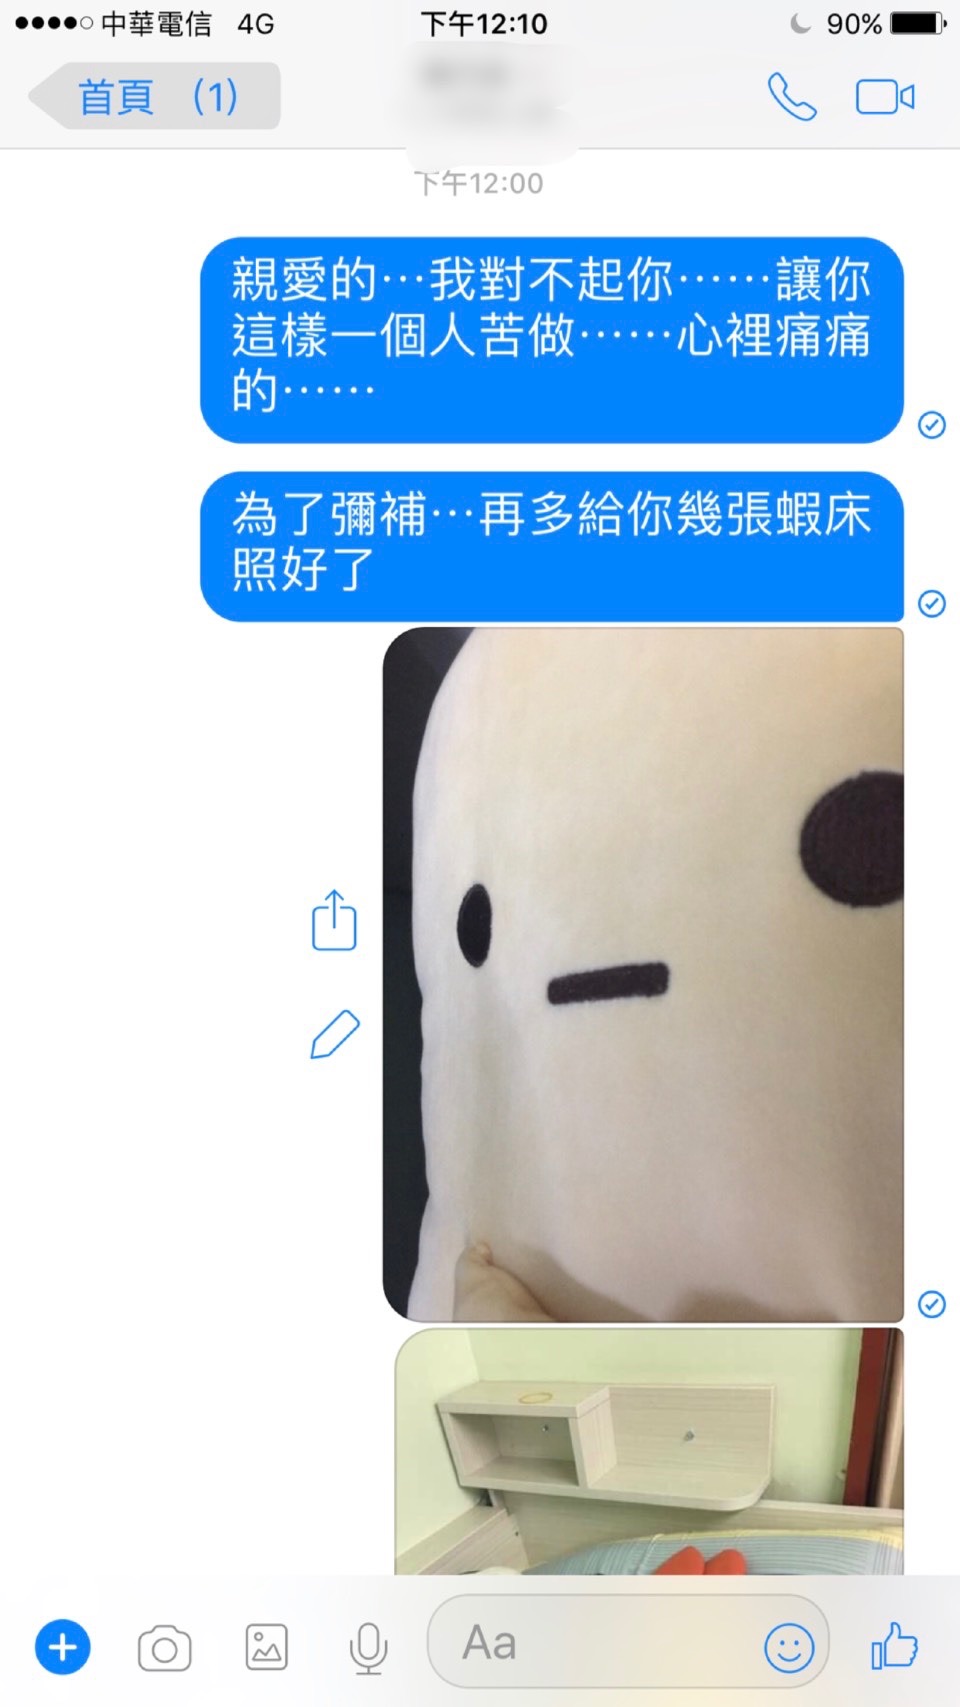 中華電信 4G 下午12:10 90%
首頁 (1)
下午12:00
親愛的⋯我對不起你⋯⋯讓你
這樣一個人苦做⋯⋯心裡痛痛
的⋯⋯
為了彌補⋯再多給你幾張蝦床
照好了
Aa